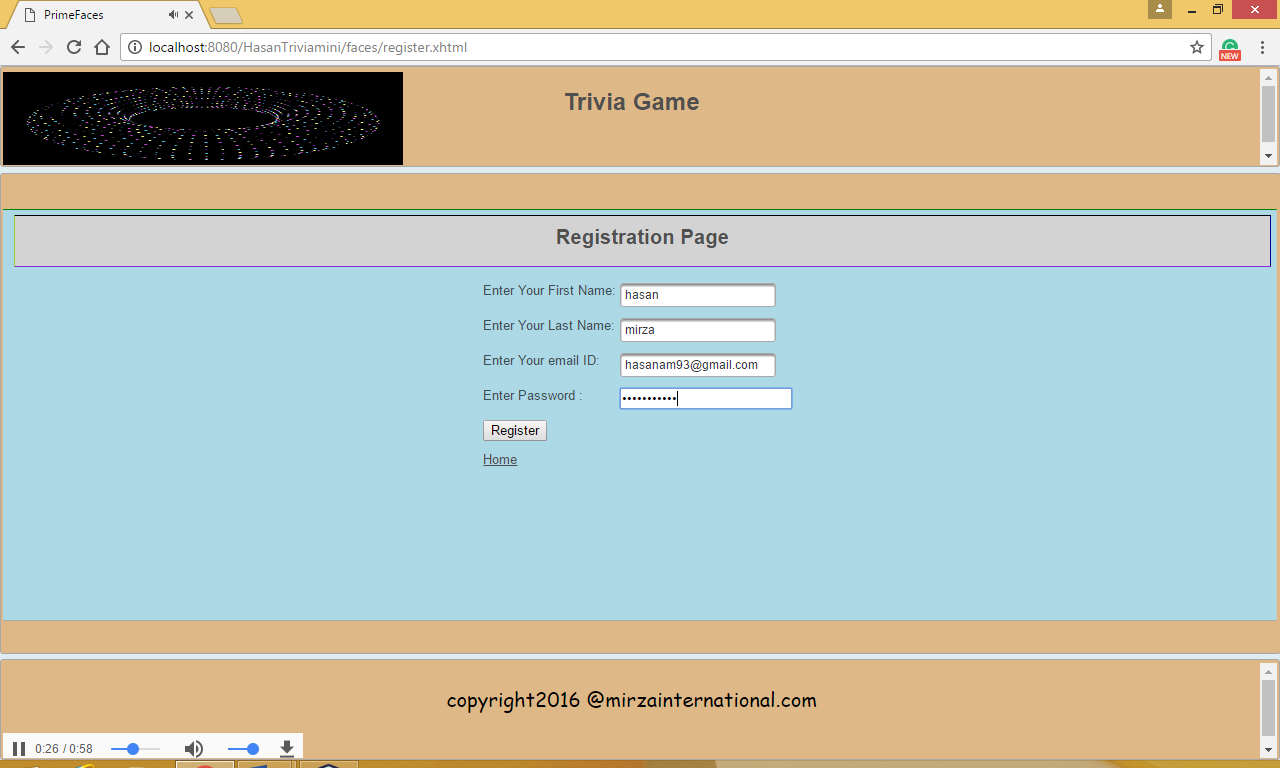 PrimeFaces
localhost:8080/HasanTriviamini/faces/register.xhtml
NEW
Trivia Game
Registration Page
Enter Your First Name: hasan
Enter Your Last Name: mirza
Enter Your email ID: hasanam93@gmail.com
Enter Password : •••••••••••
Register
Home
copyright2016 @mirzainternational.com
0:26 / 0:58